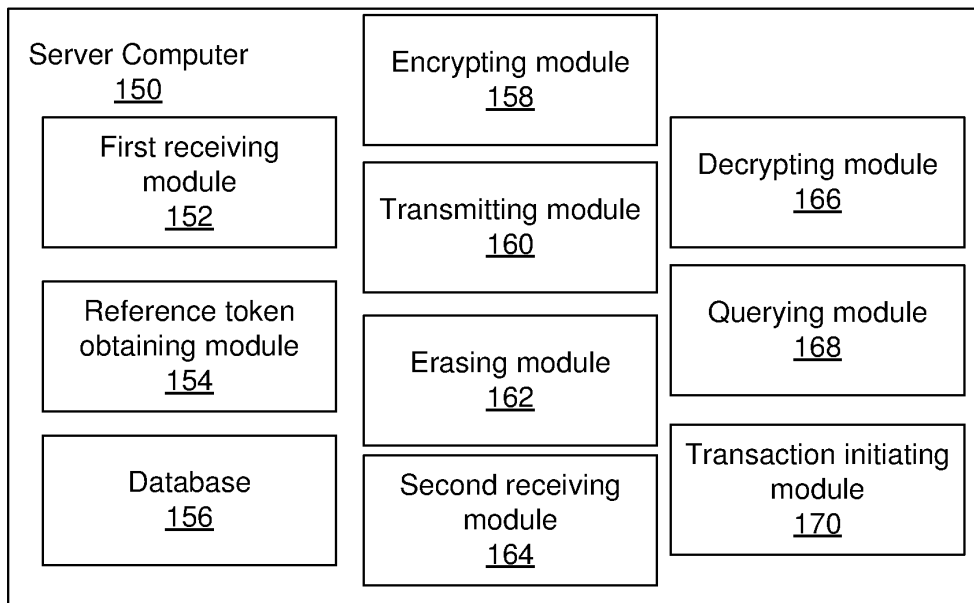 Server Computer
150
First receiving
module
152
Reference token
obtaining module
154
Database
156
Encrypting module
158
Transmitting module
160
Erasing module
162
Second receiving
module
164
Decrypting module
166
Querying module
168
Transaction initiating
module
170